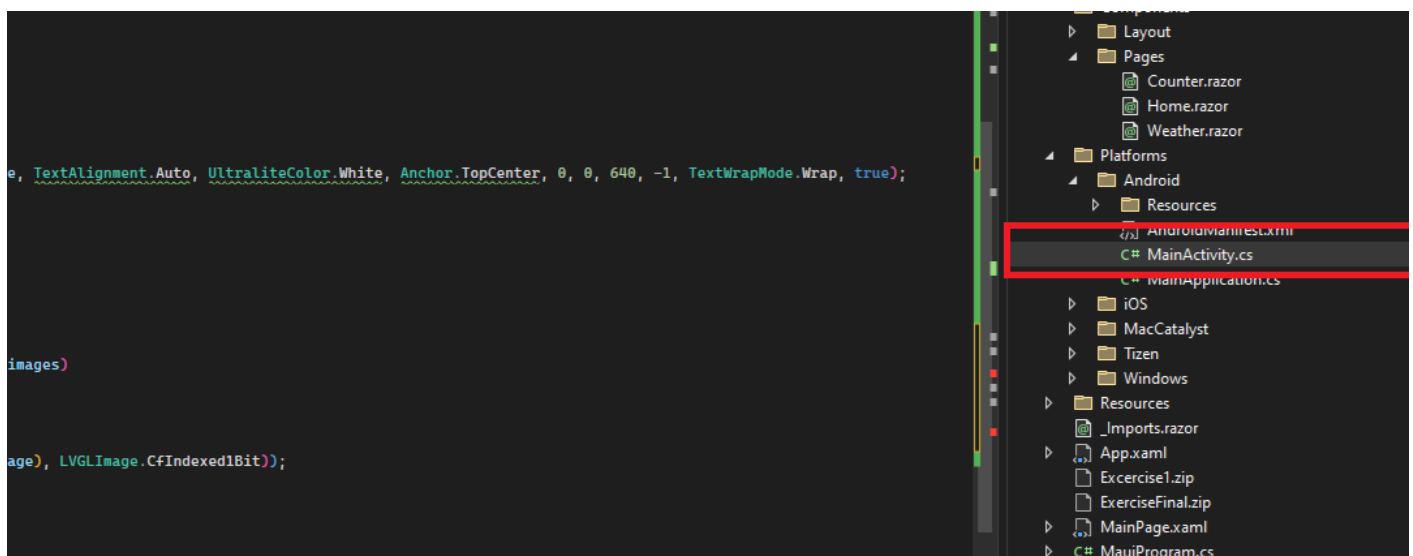 e, TextAlignment.Auto, UltraliteColor.White, Anchor.TopCenter, 0, 0, 640, -1, TextWrapMode.Wrap, true);
images)
age), LVGLImage.CfIndexed1Bit));
Components
Layout
Pages
Counter.razor
Home.razor
Weather.razor
Platforms
Android
Resources
AndroidManifest.xml
C# MainActivity.cs
C# MainApplication.cs
iOS
MacCatalyst
Tizen
Windows
Resources
_Imports.razor
App.xaml
Excercise1.zip
ExerciseFinal.zip
MainPage.xaml
C# MauiProgram.cs